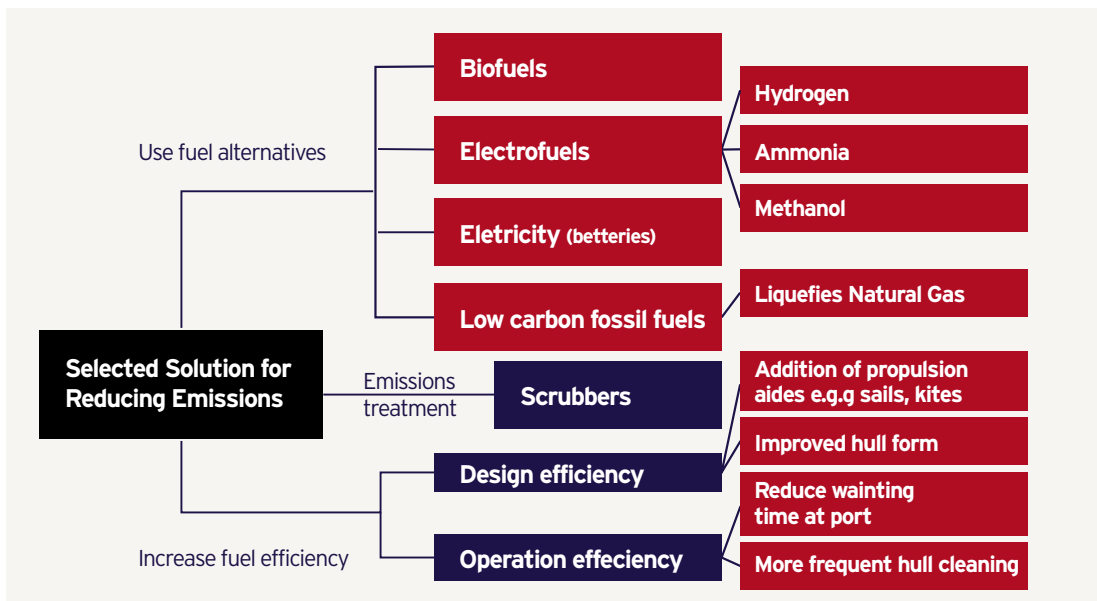 Biofuels
Hydrogen
Use fuel alternatives
Electrofuels
Ammonia
Methanol
Eletricity (betteries)
Low carbon fossil fuels
Liquefies Natural Gas
Selected Solution for
Reducing Emissions
Emissions
treatment
Scrubbers
Addition of propulsion
aides e.g.g sails, kites
Improved hull form
Design efficiency
Reduce wainting
time at port
Increase fuel efficiency
Operation effeciency
More frequent hull cleaning